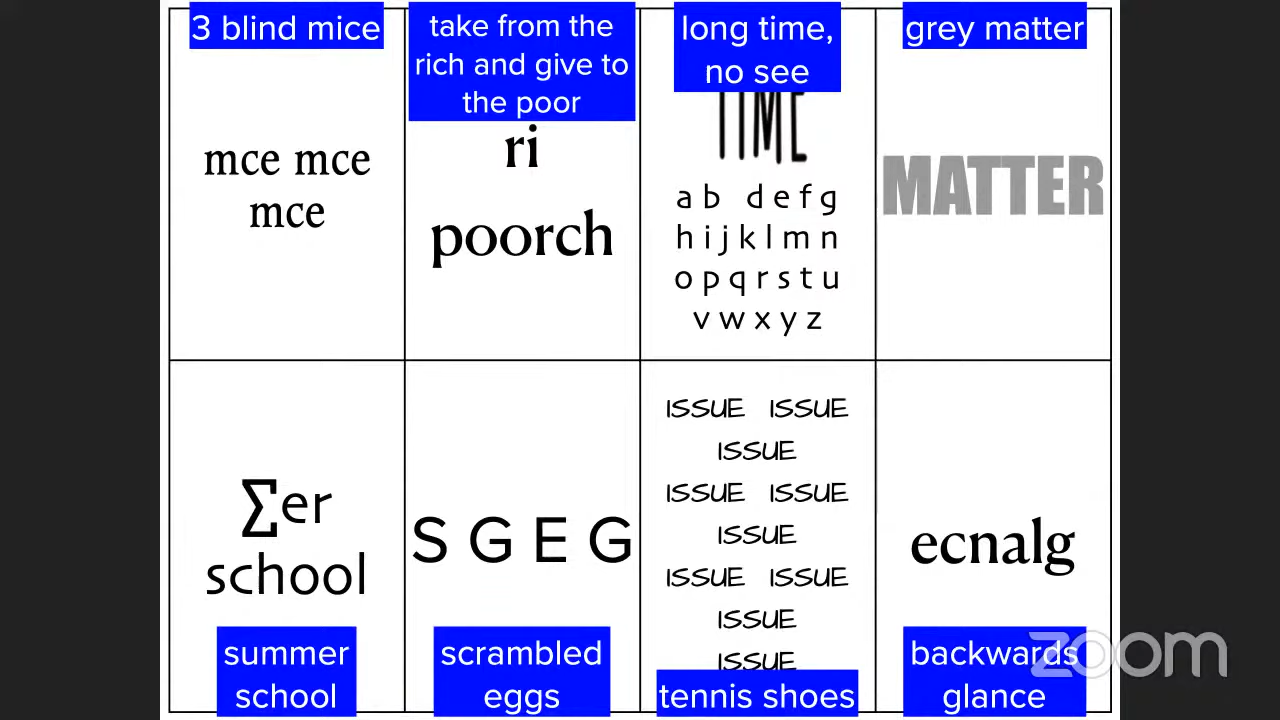 3 blind mice
mce mce
mce
take from the
rich and give to
the poor
ri
poorch
long time,
no see
TIME
a b d e f g
h i j k l m n
o p q r s t u
v w x y z
grey matter
MATTER
∑er
school
summer
school
S G E G
scrambled
eggs
ISSUE ISSUE
ISSUE
ISSUE ISSUE
ISSUE
ISSUE ISSUE
ISSUE
ISSUE
tennis shoes
ecnalg
backwards
glance
zoom